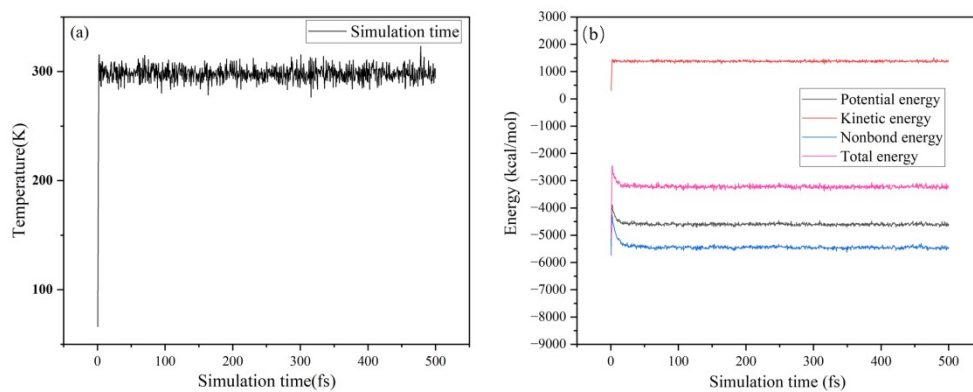 (a)
Simulation time
300
200
100
Temperature(K)
0
100
200
300
400
500
Simulation time(fs)
(b)
3000
2000
1000
0
−1000
−2000
−3000
−4000
−5000
−6000
−7000
−8000
−9000
Energy (kcal/mol)
Potential energy
Kinetic energy
Nonbond energy
Total energy
0
100
200
300
400
500
Simulation time (fs)